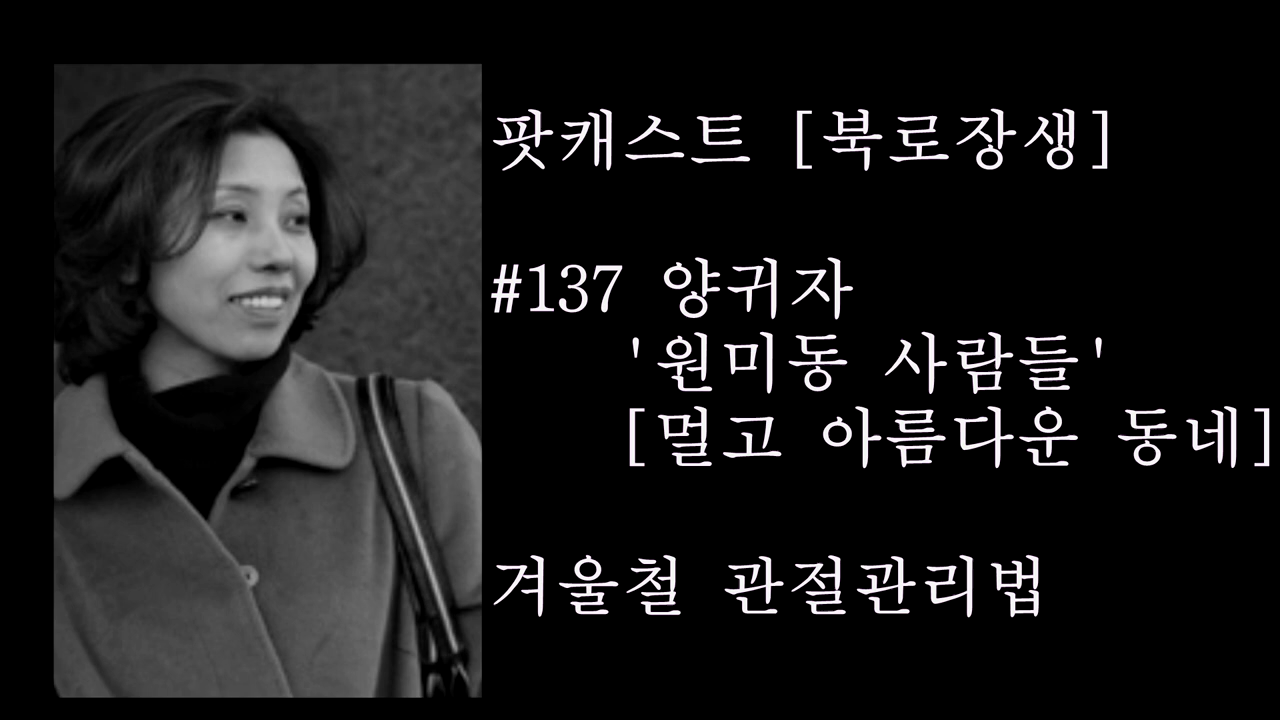 팟캐스트 [북로장생]
#137 양귀자
'원미동 사람들'
[멀고 아름다운 동네]
겨울철 관절관리법